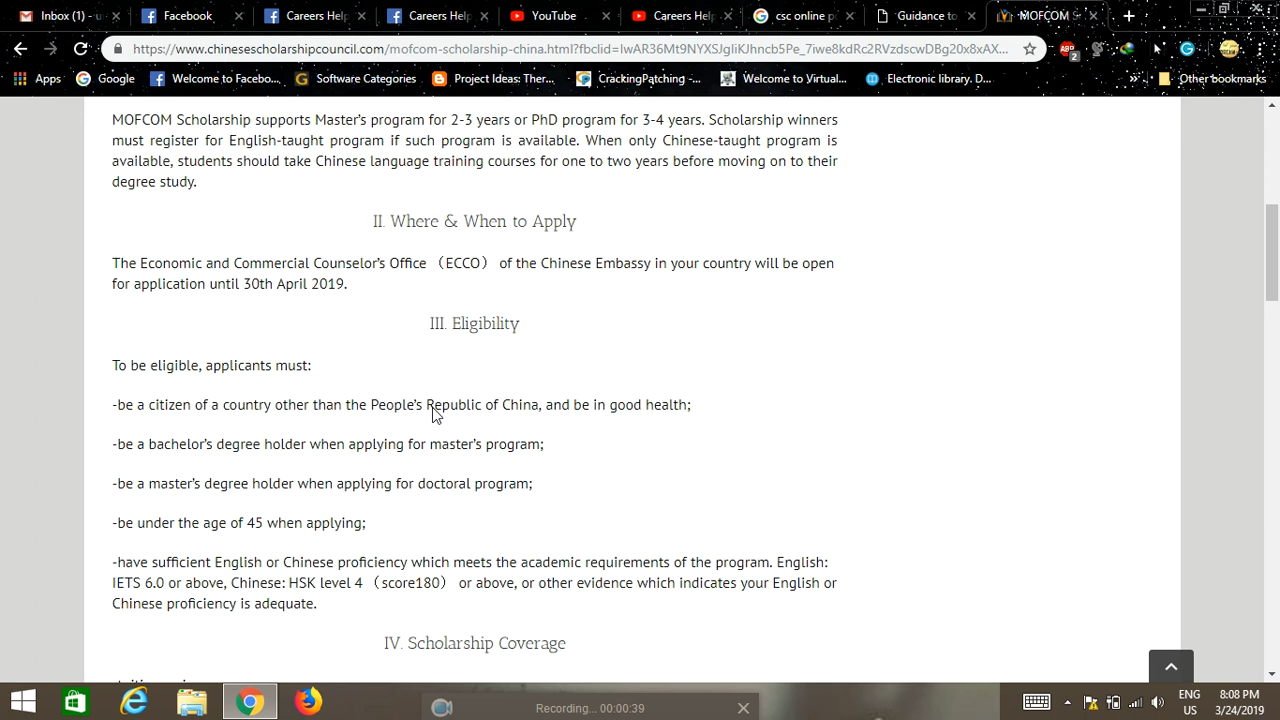 Inbox (1) - u
Facebook
Careers Help
Careers Help
YouTube
Careers Help
csc online p
Guidance to
MOFCOM S
https://www.chinesescholarshipcouncil.com/mofcom-scholarship-china.html?fbclid=IwAR36Mt9NYXSJgIiKJhncb5Pe_7iwe8kdRc2RVzdscwDBg20x8xAX...
ABP
2
Apps
Google
Welcome to Facebo...
Software Categories
Project Ideas: Ther...
CrackingPatching -...
Welcome to Virtual...
Electronic library. D...
»
Other bookmarks
MOFCOM Scholarship supports Master's program for 2-3 years or PhD program for 3-4 years. Scholarship winners
must register for English-taught program if such program is available. When only Chinese-taught program is
available, students should take Chinese language training courses for one to two years before moving on to their
degree study.
II. Where & When to Apply
The Economic and Commercial Counselor's Office （ECCO） of the Chinese Embassy in your country will be open
for application until 30th April 2019.
III. Eligibility
To be eligible, applicants must:
-be a citizen of a country other than the People's Republic of China, and be in good health;
-be a bachelor's degree holder when applying for master's program;
-be a master's degree holder when applying for doctoral program;
-be under the age of 45 when applying;
-have sufficient English or Chinese proficiency which meets the academic requirements of the program. English:
IETS 6.0 or above, Chinese: HSK level 4 （score180） or above, or other evidence which indicates your English or
Chinese proficiency is adequate.
IV. Scholarship Coverage
Recording... 00:00:39
ENG
US
8:08 PM
3/24/2019